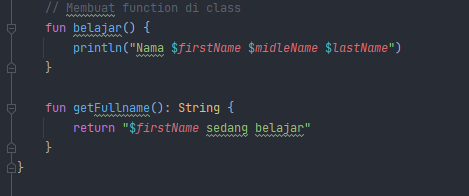 // Membuat function di class
fun belajar() {
println("Nama $firstName $midleName $lastName")
}
fun getFullname(): String {
return "$firstName sedang belajar"
}
}